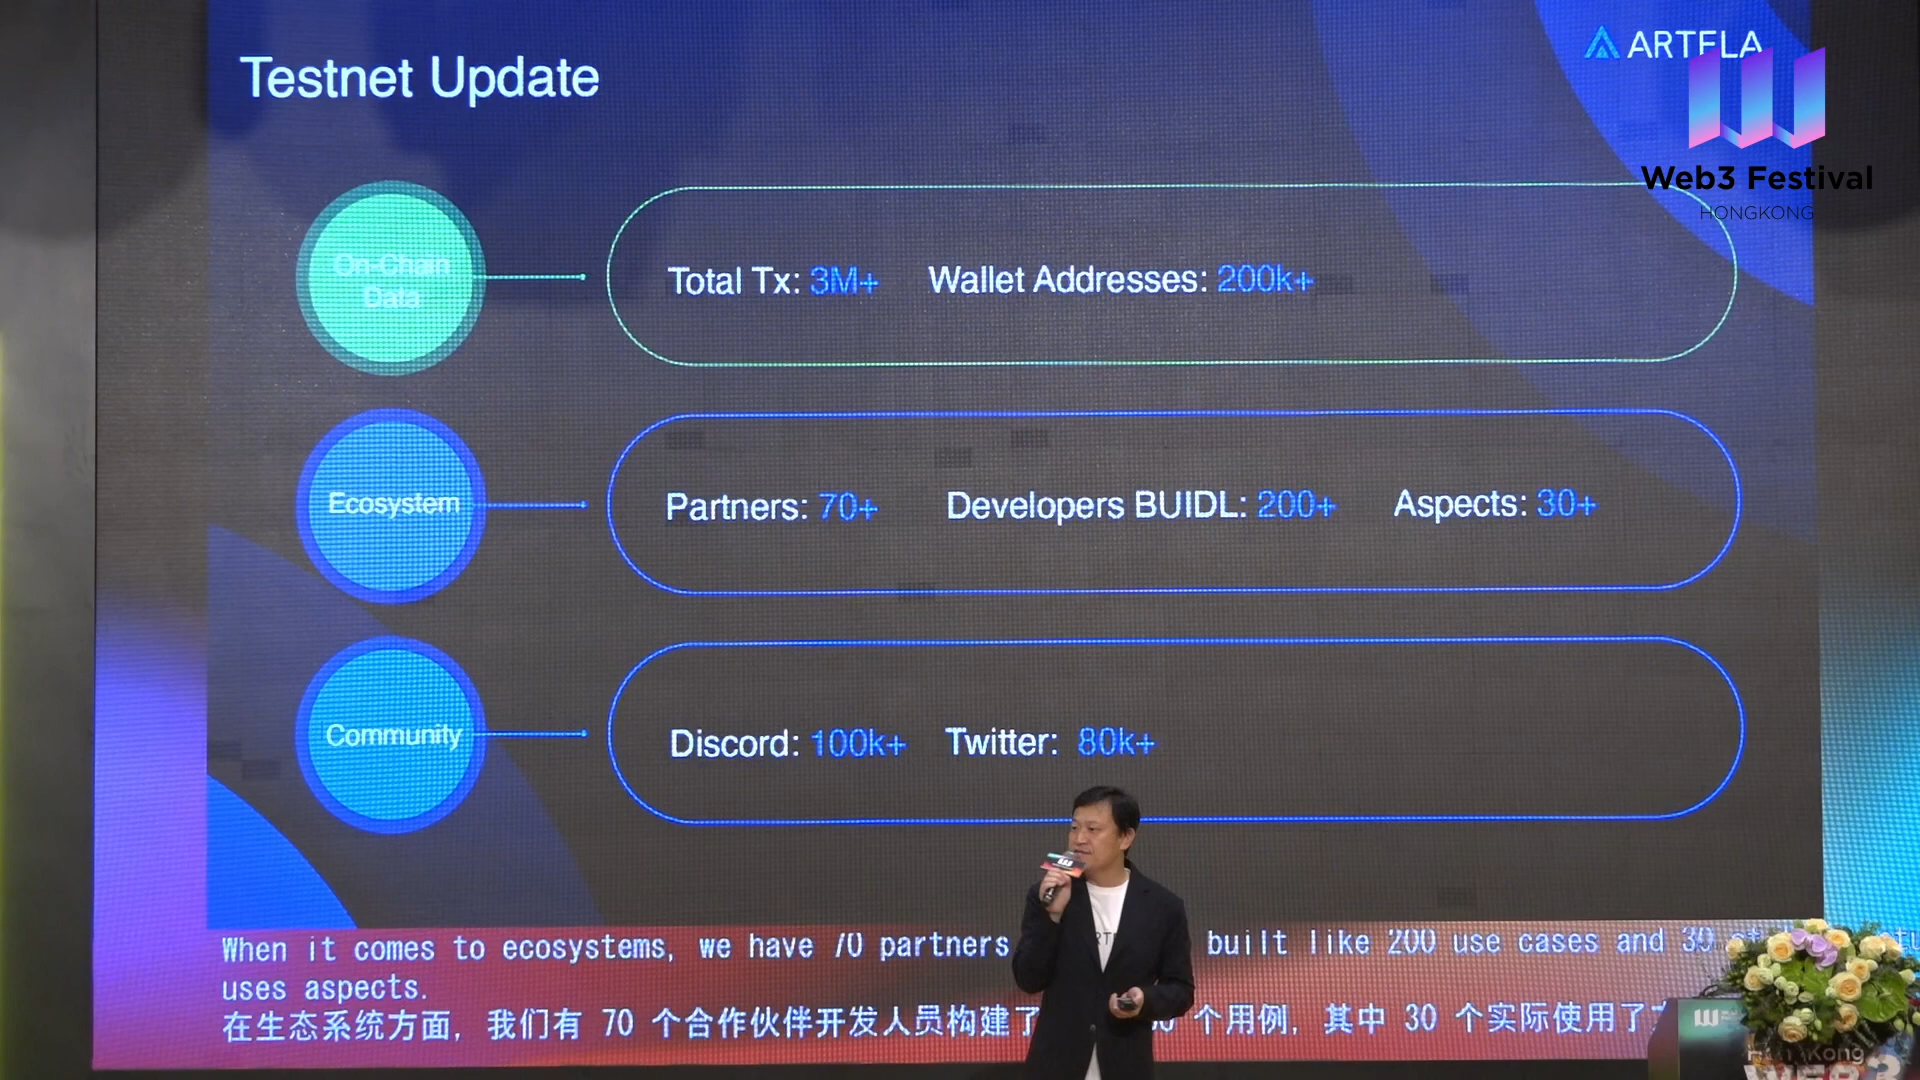 Testnet Update
ARTELA
Web3 Festival
HONGKONG
On-Chain
Data
Total Tx: 3M+ Wallet Addresses: 200k+
Ecosystem
Partners: 70+ Developers BUIDL: 200+ Aspects: 30+
Community
Discord: 100k+ Twitter: 80k+
When it comes to ecosystems, we have 70 partners built like 200 use cases and 30
uses aspects.
在生态系统方面, 我们有 70 个合作伙伴开发人员构建了 个用例, 其中 30 个实际使用了
Hong Kong